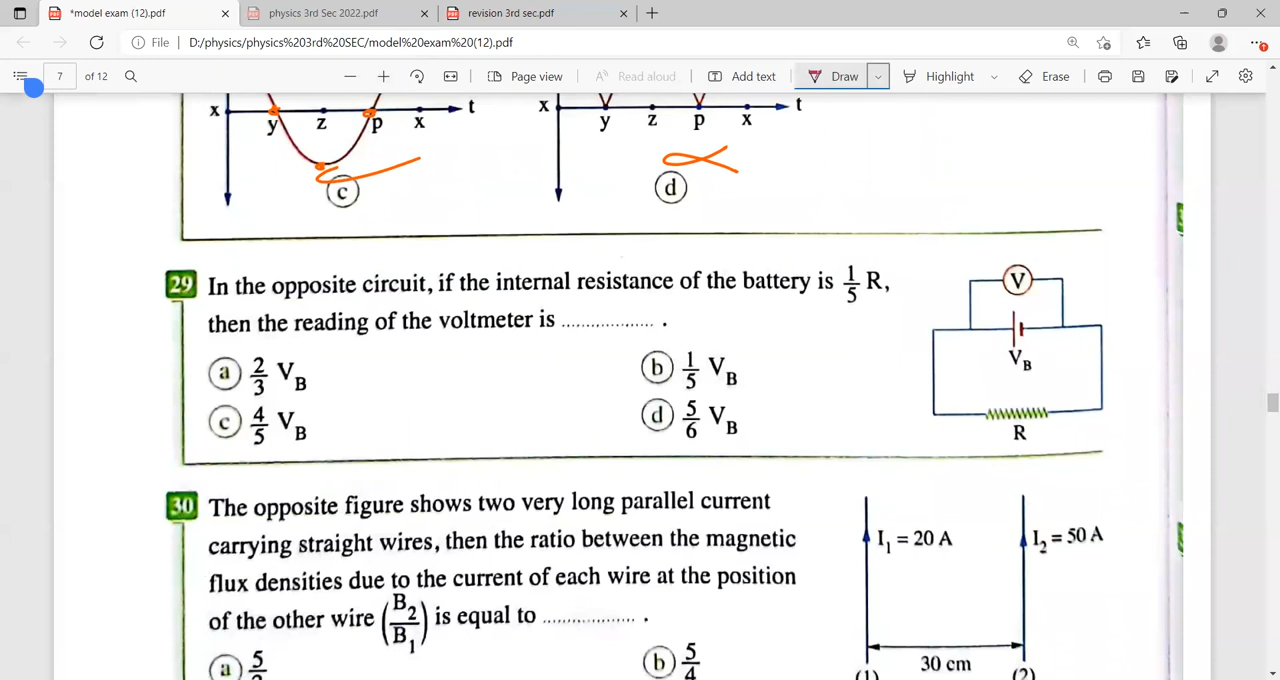 *model exam (12).pdf
physics 3rd Sec 2022.pdf
revision 3rd sec.pdf
File
D:/physics/physics%203rd%20SEC/model%20exam%20(12).pdf
7 of 12
Page view
Read aloud
Add text
Draw
Highlight
Erase
x y z p x t
x y z p x t
c
d
29 In the opposite circuit, if the internal resistance of the battery is 1/5 R,
then the reading of the voltmeter is .................. .
a 2/3 V_B
b 1/5 V_B
c 4/5 V_B
d 5/6 V_B
V
V_B
R
30 The opposite figure shows two very long parallel current
carrying straight wires, then the ratio between the magnetic
flux densities due to the current of each wire at the position
of the other wire (B_2/B_1) is equal to .................. .
a 5
b 5/4
I_1 = 20 A
I_2 = 50 A
30 cm
(1)
(2)